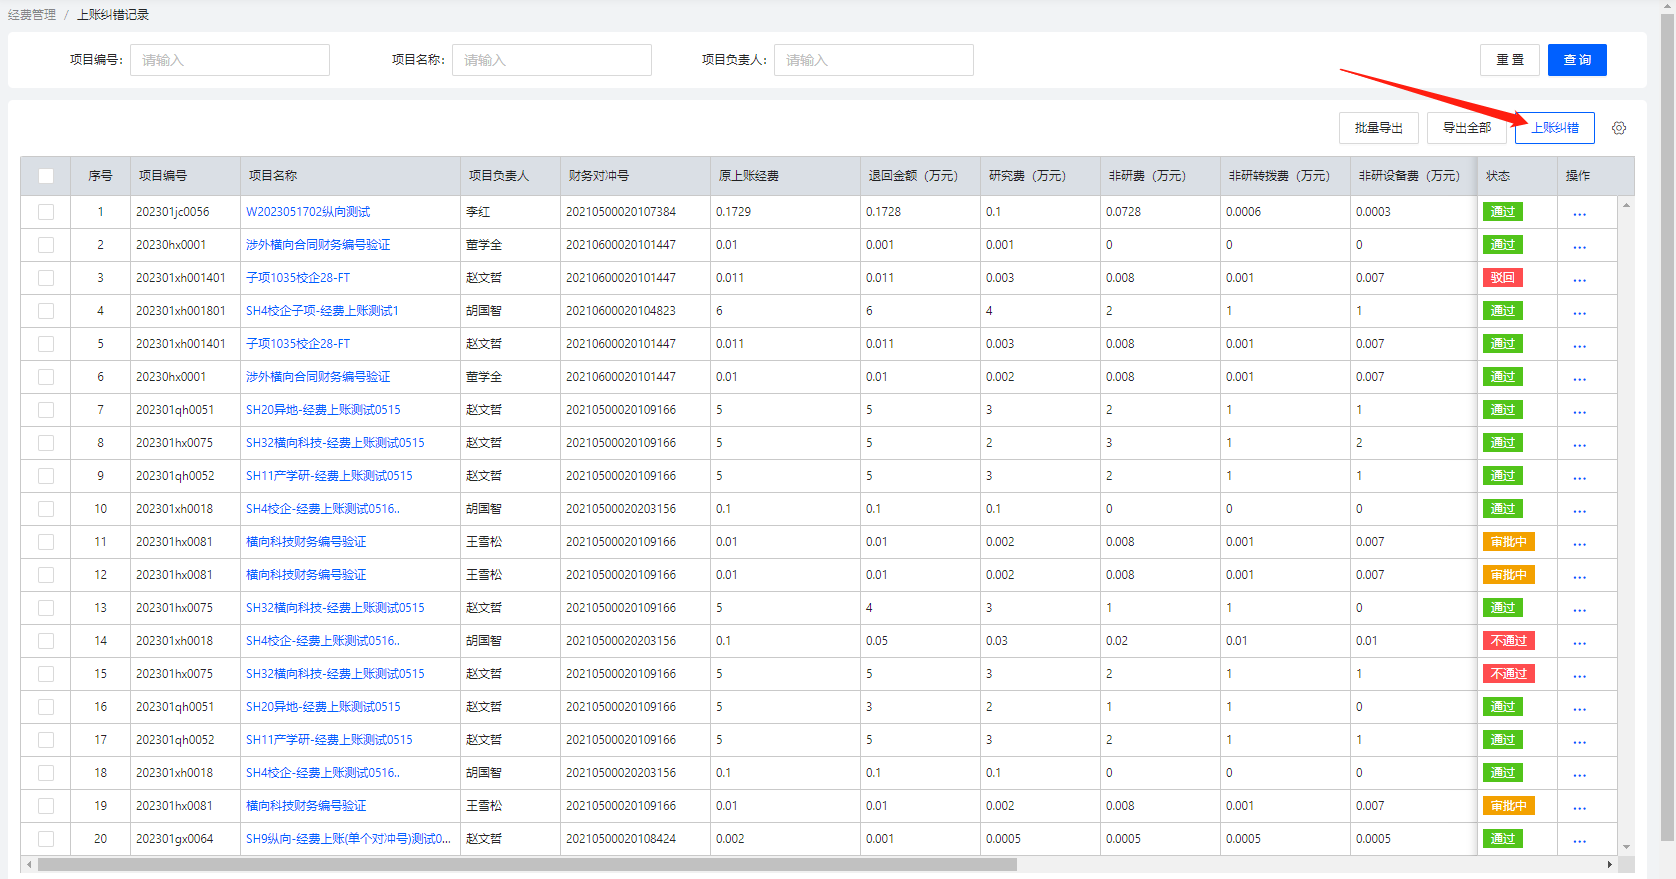 经费管理 / 上账纠错记录
项目编号: 请输入 项目名称: 请输入 项目负责人: 请输入 重置 查询
批量导出 导出全部 上账纠错
序号 项目编号 项目名称 项目负责人 财务对冲号 原上账经费 退回金额（万元） 研究费（万元） 非研费（万元） 非研转拨费（万元） 非研设备费（万元） 状态 操作
1 202301jc0056 W2023051702纵向测试 李红 20210500020107384 0.1729 0.1728 0.1 0.0728 0.0006 0.0003 通过 ...
2 20230hx0001 涉外横向合同财务编号验证 董学全 20210600020101447 0.01 0.001 0.001 0 0 0 通过 ...
3 202301xh001401 子项1035校企28-FT 赵文哲 20210600020101447 0.011 0.011 0.003 0.008 0.001 0.007 驳回 ...
4 202301xh001801 SH4校企子项-经费上账测试1 胡国智 20210600020104823 6 6 4 2 1 1 通过 ...
5 202301xh001401 子项1035校企28-FT 赵文哲 20210600020101447 0.011 0.011 0.003 0.008 0.001 0.007 通过 ...
6 20230hx0001 涉外横向合同财务编号验证 董学全 20210600020101447 0.01 0.01 0.002 0.008 0.001 0.007 通过 ...
7 202301qh0051 SH20异地-经费上账测试0515 赵文哲 20210500020109166 5 5 3 2 1 1 通过 ...
8 202301hx0075 SH32横向科技-经费上账测试0515 赵文哲 20210500020109166 5 5 2 3 1 2 通过 ...
9 202301qh0052 SH11产学研-经费上账测试0515 赵文哲 20210500020109166 5 5 3 2 1 1 通过 ...
10 202301xh0018 SH4校企-经费上账测试0516.. 胡国智 20210500020203156 0.1 0.1 0.1 0 0 0 通过 ...
11 202301hx0081 横向科技财务编号验证 王雪松 20210500020109166 0.01 0.01 0.002 0.008 0.001 0.007 审批中 ...
12 202301hx0081 横向科技财务编号验证 王雪松 20210500020109166 0.01 0.01 0.002 0.008 0.001 0.007 审批中 ...
13 202301hx0075 SH32横向科技-经费上账测试0515 赵文哲 20210500020109166 5 4 3 1 1 0 通过 ...
14 202301xh0018 SH4校企-经费上账测试0516.. 胡国智 20210500020203156 0.1 0.05 0.03 0.02 0.01 0.01 不通过 ...
15 202301hx0075 SH32横向科技-经费上账测试0515 赵文哲 20210500020109166 5 5 3 2 1 1 不通过 ...
16 202301qh0051 SH20异地-经费上账测试0515 赵文哲 20210500020109166 5 3 2 1 1 0 通过 ...
17 202301qh0052 SH11产学研-经费上账测试0515 赵文哲 20210500020109166 5 5 3 2 1 1 通过 ...
18 202301xh0018 SH4校企-经费上账测试0516.. 胡国智 20210500020203156 0.1 0.1 0.1 0 0 0 通过 ...
19 202301hx0081 横向科技财务编号验证 王雪松 20210500020109166 0.01 0.01 0.002 0.008 0.001 0.007 审批中 ...
20 202301gx0064 SH9纵向-经费上账(单个对冲号)测试0... 赵文哲 20210500020108424 0.002 0.001 0.0005 0.0005 0.0005 0.0005 通过 ...